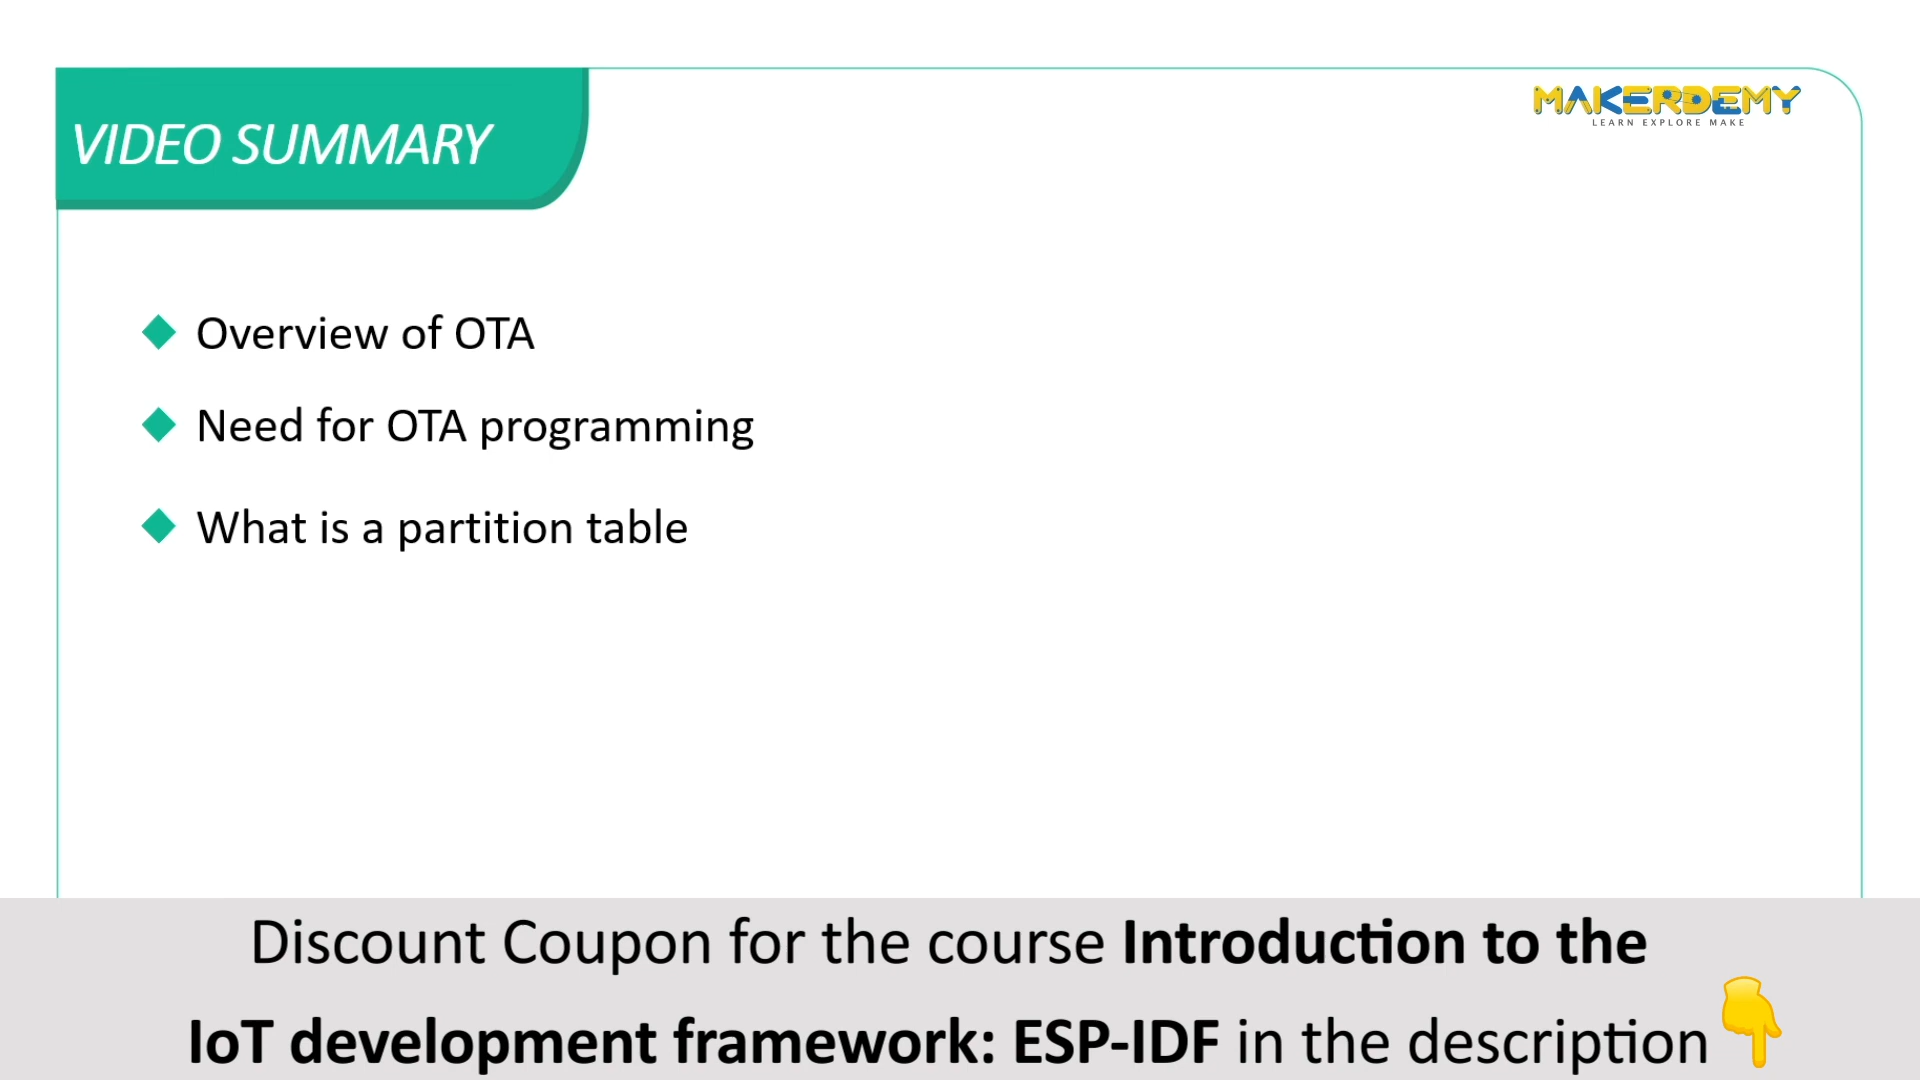 VIDEO SUMMARY
MAKERDEMY
LEARN EXPLORE MAKE
Overview of OTA
Need for OTA programming
What is a partition table
Discount Coupon for the course Introduction to the
IoT development framework: ESP-IDF in the description